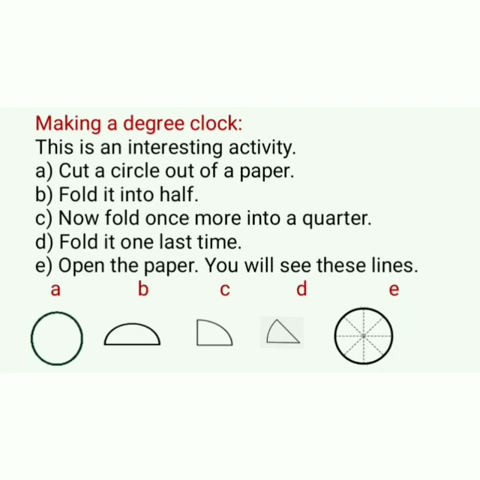 Making a degree clock:
This is an interesting activity.
a) Cut a circle out of a paper.
b) Fold it into half.
c) Now fold once more into a quarter.
d) Fold it one last time.
e) Open the paper. You will see these lines.
a b c d e